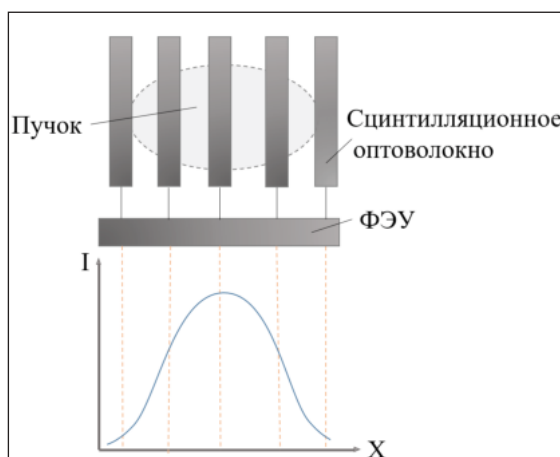 Пучок
Сцинтилляционное
оптоволокно
ФЭУ
I
X